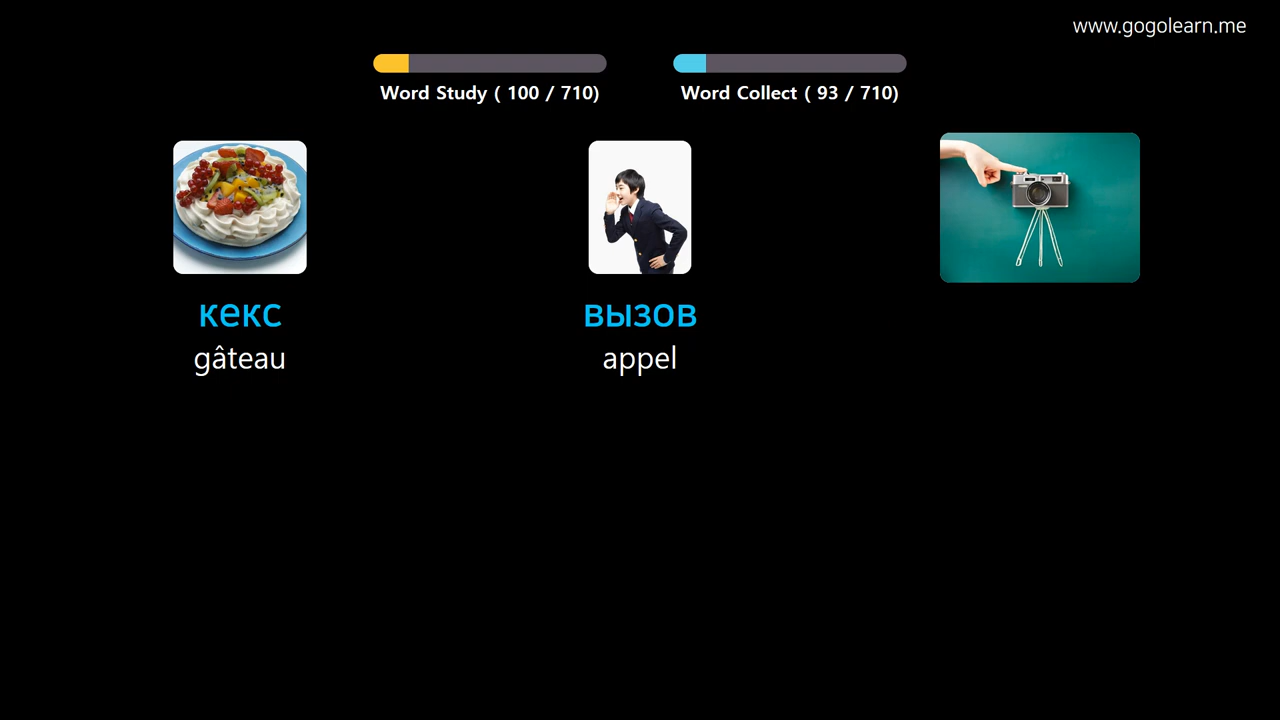 www.gogolearn.me
Word Study ( 100 / 710)
Word Collect ( 93 / 710)
кекс
gâteau
вызов
appel